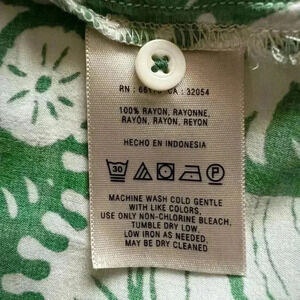 CA : 32054
100% RAYON, RAYONNE,
RAYÓN, RAYON, REYON
HECHO EN INDONESIA
30
P
MACHINE WASH COLD GENTLE
WITH LIKE COLORS,
USE ONLY NON-CHLORINE BLEACH,
TUMBLE DRY LOW,
LOW IRON AS NEEDED,
MAY BE DRY CLEANED